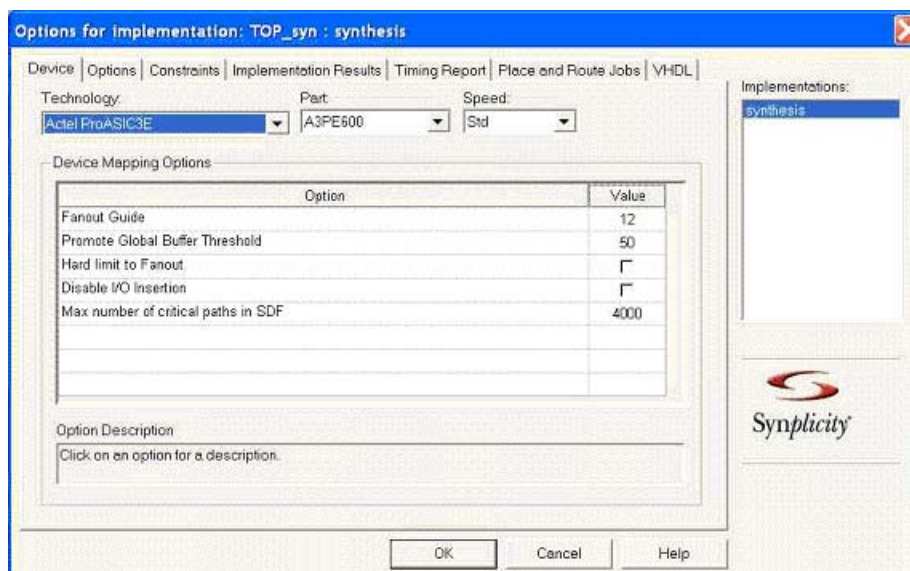 Options for implementation: TOP_syn : synthesis
Device Options Constraints Implementation Results Timing Report Place and Route Jobs VHDL
Implementations:
Technology: Part: Speed:
synthesis
Actel ProASIC3E A3PE600 Std
Device Mapping Options
Option Value
Fanout Guide 12
Promote Global Buffer Threshold 50
Hard limit to Fanout
Disable I/O Insertion
Max number of critical paths in SDF 4000
Synplicity
Option Description
Click on an option for a description.
OK Cancel Help